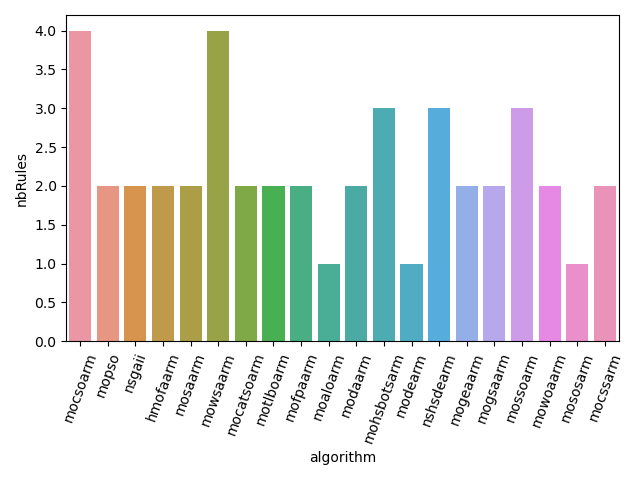 4.0
3.5
3.0
2.5
2.0
1.5
1.0
0.5
0.0
nbRules
mocsoarm
mopso
nsgaii
hmofaarm
mosaarm
mowsaarm
mocatsoarm
motlboarm
mofpaarm
moaloarm
modaarm
mohsbotsarm
modearm
nshsdearm
mogeaarm
mogsaarm
mossoarm
mowoaarm
mososarm
mocssarm
algorithm